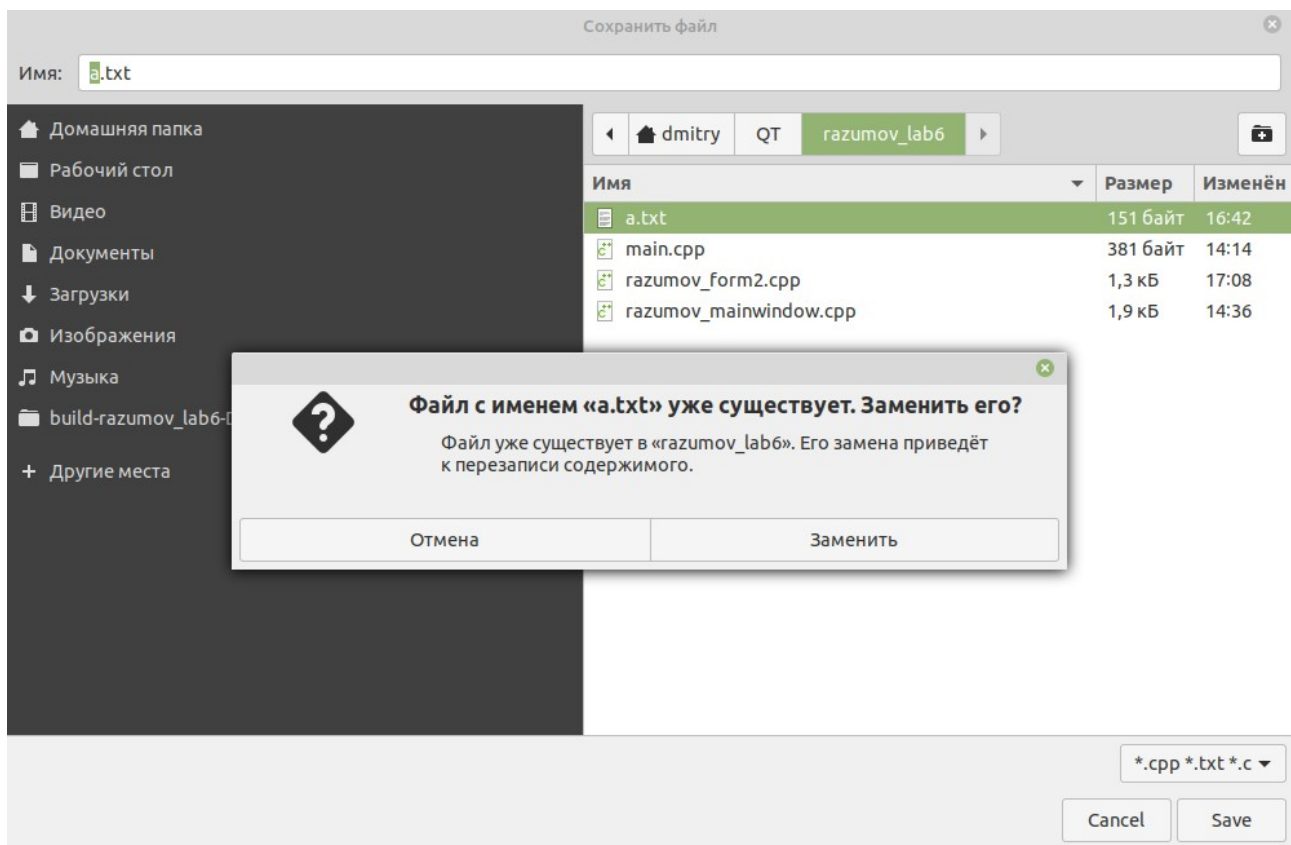 Сохранить файл
Имя: a.txt
Домашняя папка
Рабочий стол
Видео
Документы
Загрузки
Изображения
Музыка
build-razumov_lab6-
Другие места
dmitry QT razumov_lab6
Имя Размер Изменён
a.txt 151 байт 16:42
main.cpp 381 байт 14:14
razumov_form2.cpp 1,3 кБ 17:08
razumov_mainwindow.cpp 1,9 кБ 14:36
Файл с именем «a.txt» уже существует. Заменить его?
Файл уже существует в «razumov_lab6». Его замена приведёт
к перезаписи содержимого.
Отмена Заменить
*.cpp *.txt *.c
Cancel Save